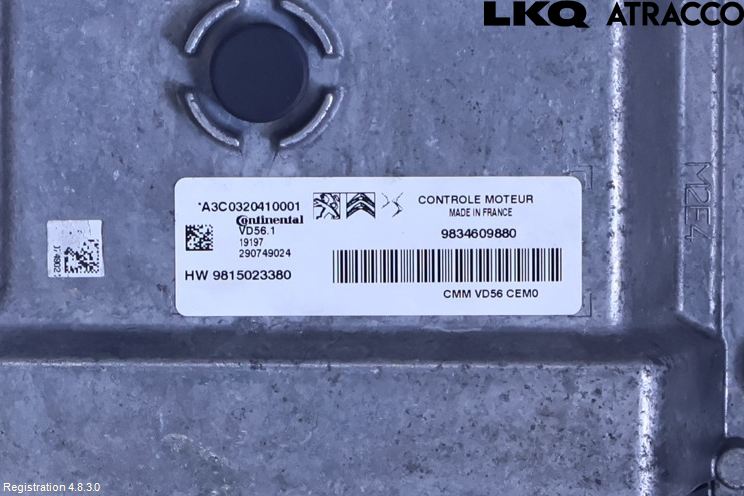 LKQ ATRACCO
*A3C0320410001
Continental
VD56.1
19197
290749024
HW 9815023380
CONTROLE MOTEUR
MADE IN FRANCE
9834609880
CMM VD56 CEM0
M2E4
Registration 4.8.3.0